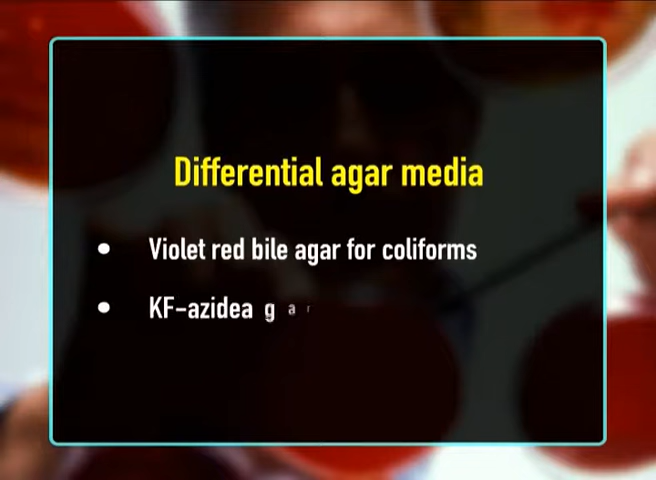 Differential agar media
• Violet red bile agar for coliforms
• KF-azidea g a r